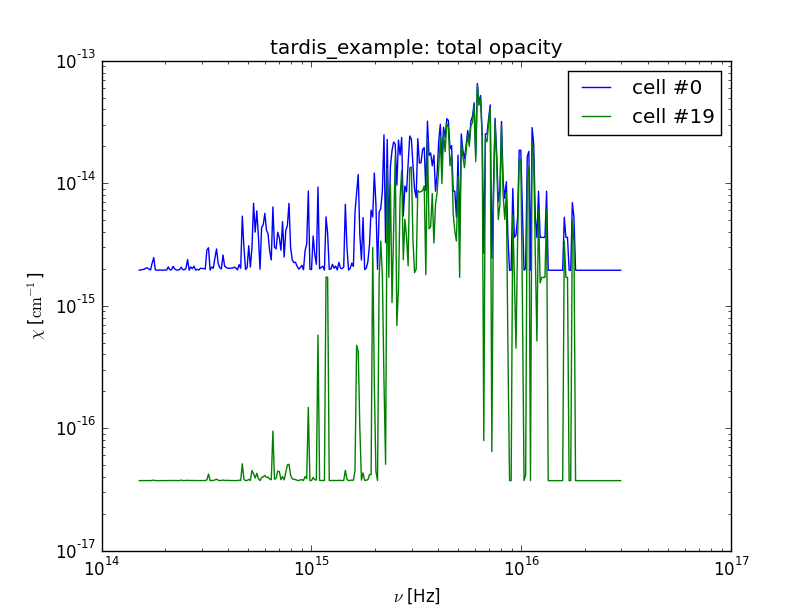 tardis_example: total opacity
cell #0
cell #19
10^-13
10^-14
10^-15
10^-16
10^-17
χ [cm^-1]
10^14
10^15
10^16
10^17
ν [Hz]